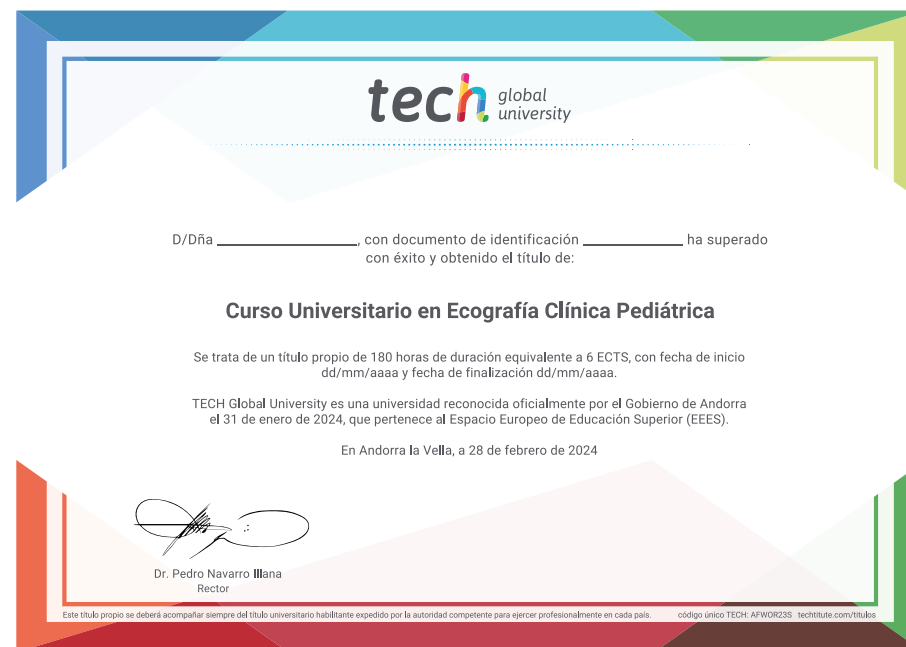 tech global university
D/Dña ______________, con documento de identificación __________ ha superado
con éxito y obtenido el título de:
Curso Universitario en Ecografía Clínica Pediátrica
Se trata de un título propio de 180 horas de duración equivalente a 6 ECTS, con fecha de inicio
dd/mm/aaaa y fecha de finalización dd/mm/aaaa.
TECH Global University es una universidad reconocida oficialmente por el Gobierno de Andorra
el 31 de enero de 2024, que pertenece al Espacio Europeo de Educación Superior (EEES).
En Andorra la Vella, a 28 de febrero de 2024
Dr. Pedro Navarro Illana
Rector
Este título propio se deberá acompañar siempre del título universitario habilitante expedido por la autoridad competente para ejercer profesionalmente en cada país. código único TECH: AFWOR23S techtitute.com/titulos